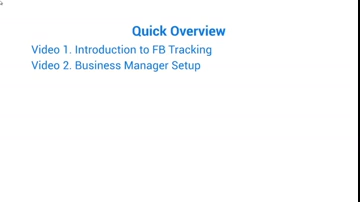 Quick Overview
Video 1. Introduction to FB Tracking
Video 2. Business Manager Setup